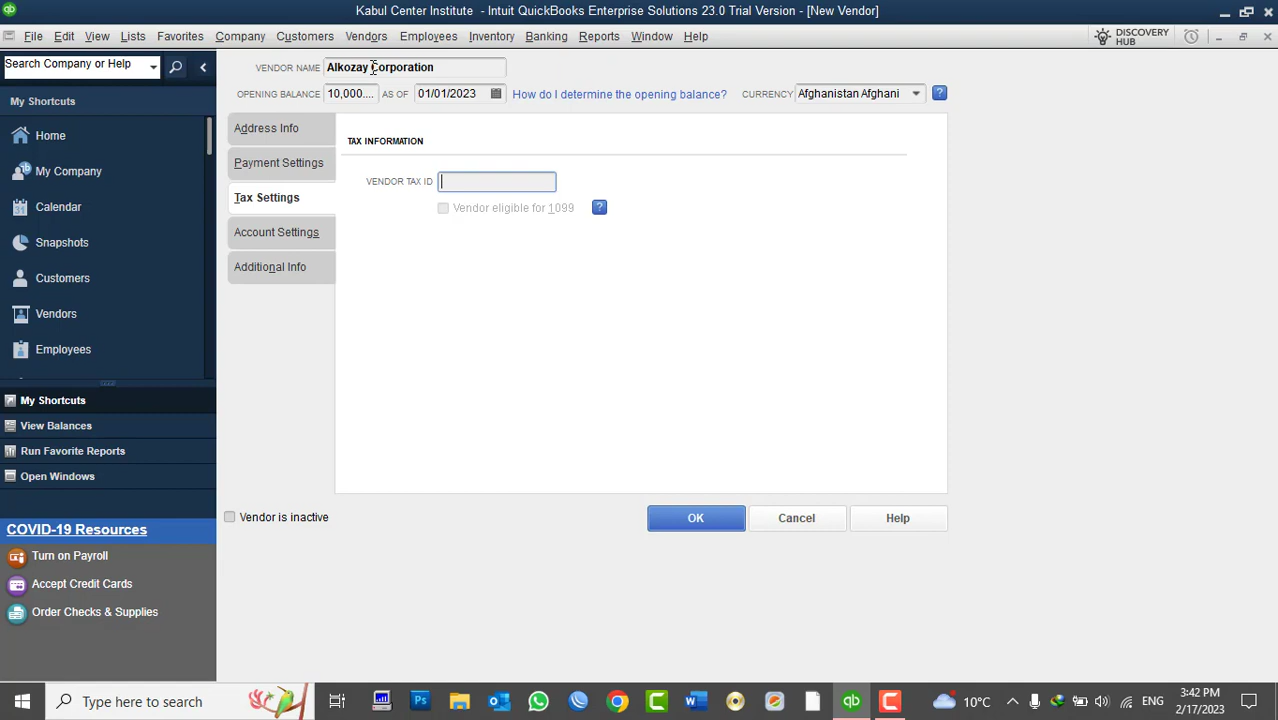 Kabul Center Institute - Intuit QuickBooks Enterprise Solutions 23.0 Trial Version - [New Vendor]
File Edit View Lists Favorites Company Customers Vendors Employees Inventory Banking Reports Window Help
DISCOVERY HUB
Search Company or Help
My Shortcuts
Home
My Company
Calendar
Snapshots
Customers
Vendors
Employees
My Shortcuts
View Balances
Run Favorite Reports
Open Windows
COVID-19 Resources
Turn on Payroll
Accept Credit Cards
Order Checks & Supplies
VENDOR NAME Alkozay Corporation
OPENING BALANCE 10,000.... AS OF 01/01/2023 How do I determine the opening balance? CURRENCY Afghanistan Afghani ?
Address Info
Payment Settings
Tax Settings
Account Settings
Additional Info
TAX INFORMATION
VENDOR TAX ID
Vendor eligible for 1099 ?
Vendor is inactive
OK Cancel Help
Type here to search
10°C ENG 3:42 PM
2/17/2023